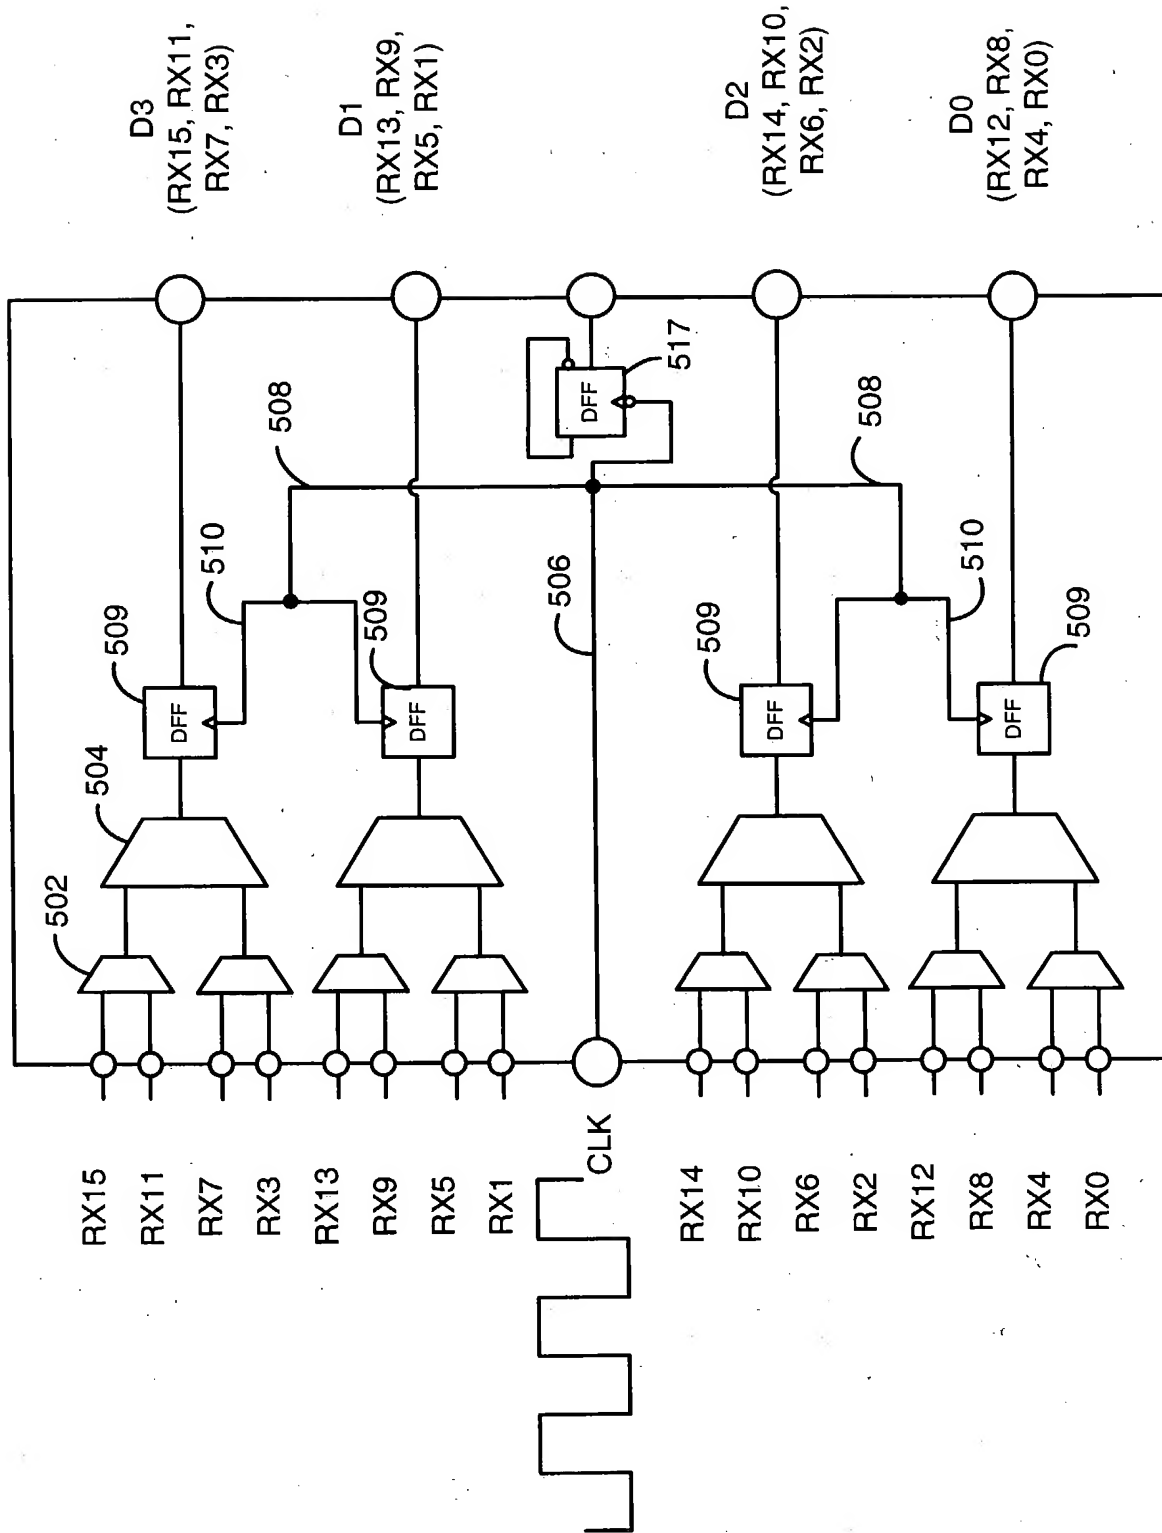 D3
(RX15, RX11,
RX7, RX3)
D1
(RX13, RX9,
RX5, RX1)
D2
(RX14, RX10,
RX6, RX2)
D0
(RX12, RX8,
RX4, RX0)
508
517
DFF
508
510
506
510
509
DFF
509
DFF
509
DFF
509
DFF
504
502
CLK
RX15
RX11
RX7
RX3
RX13
RX9
RX5
RX1
RX14
RX10
RX6
RX2
RX12
RX8
RX4
RX0